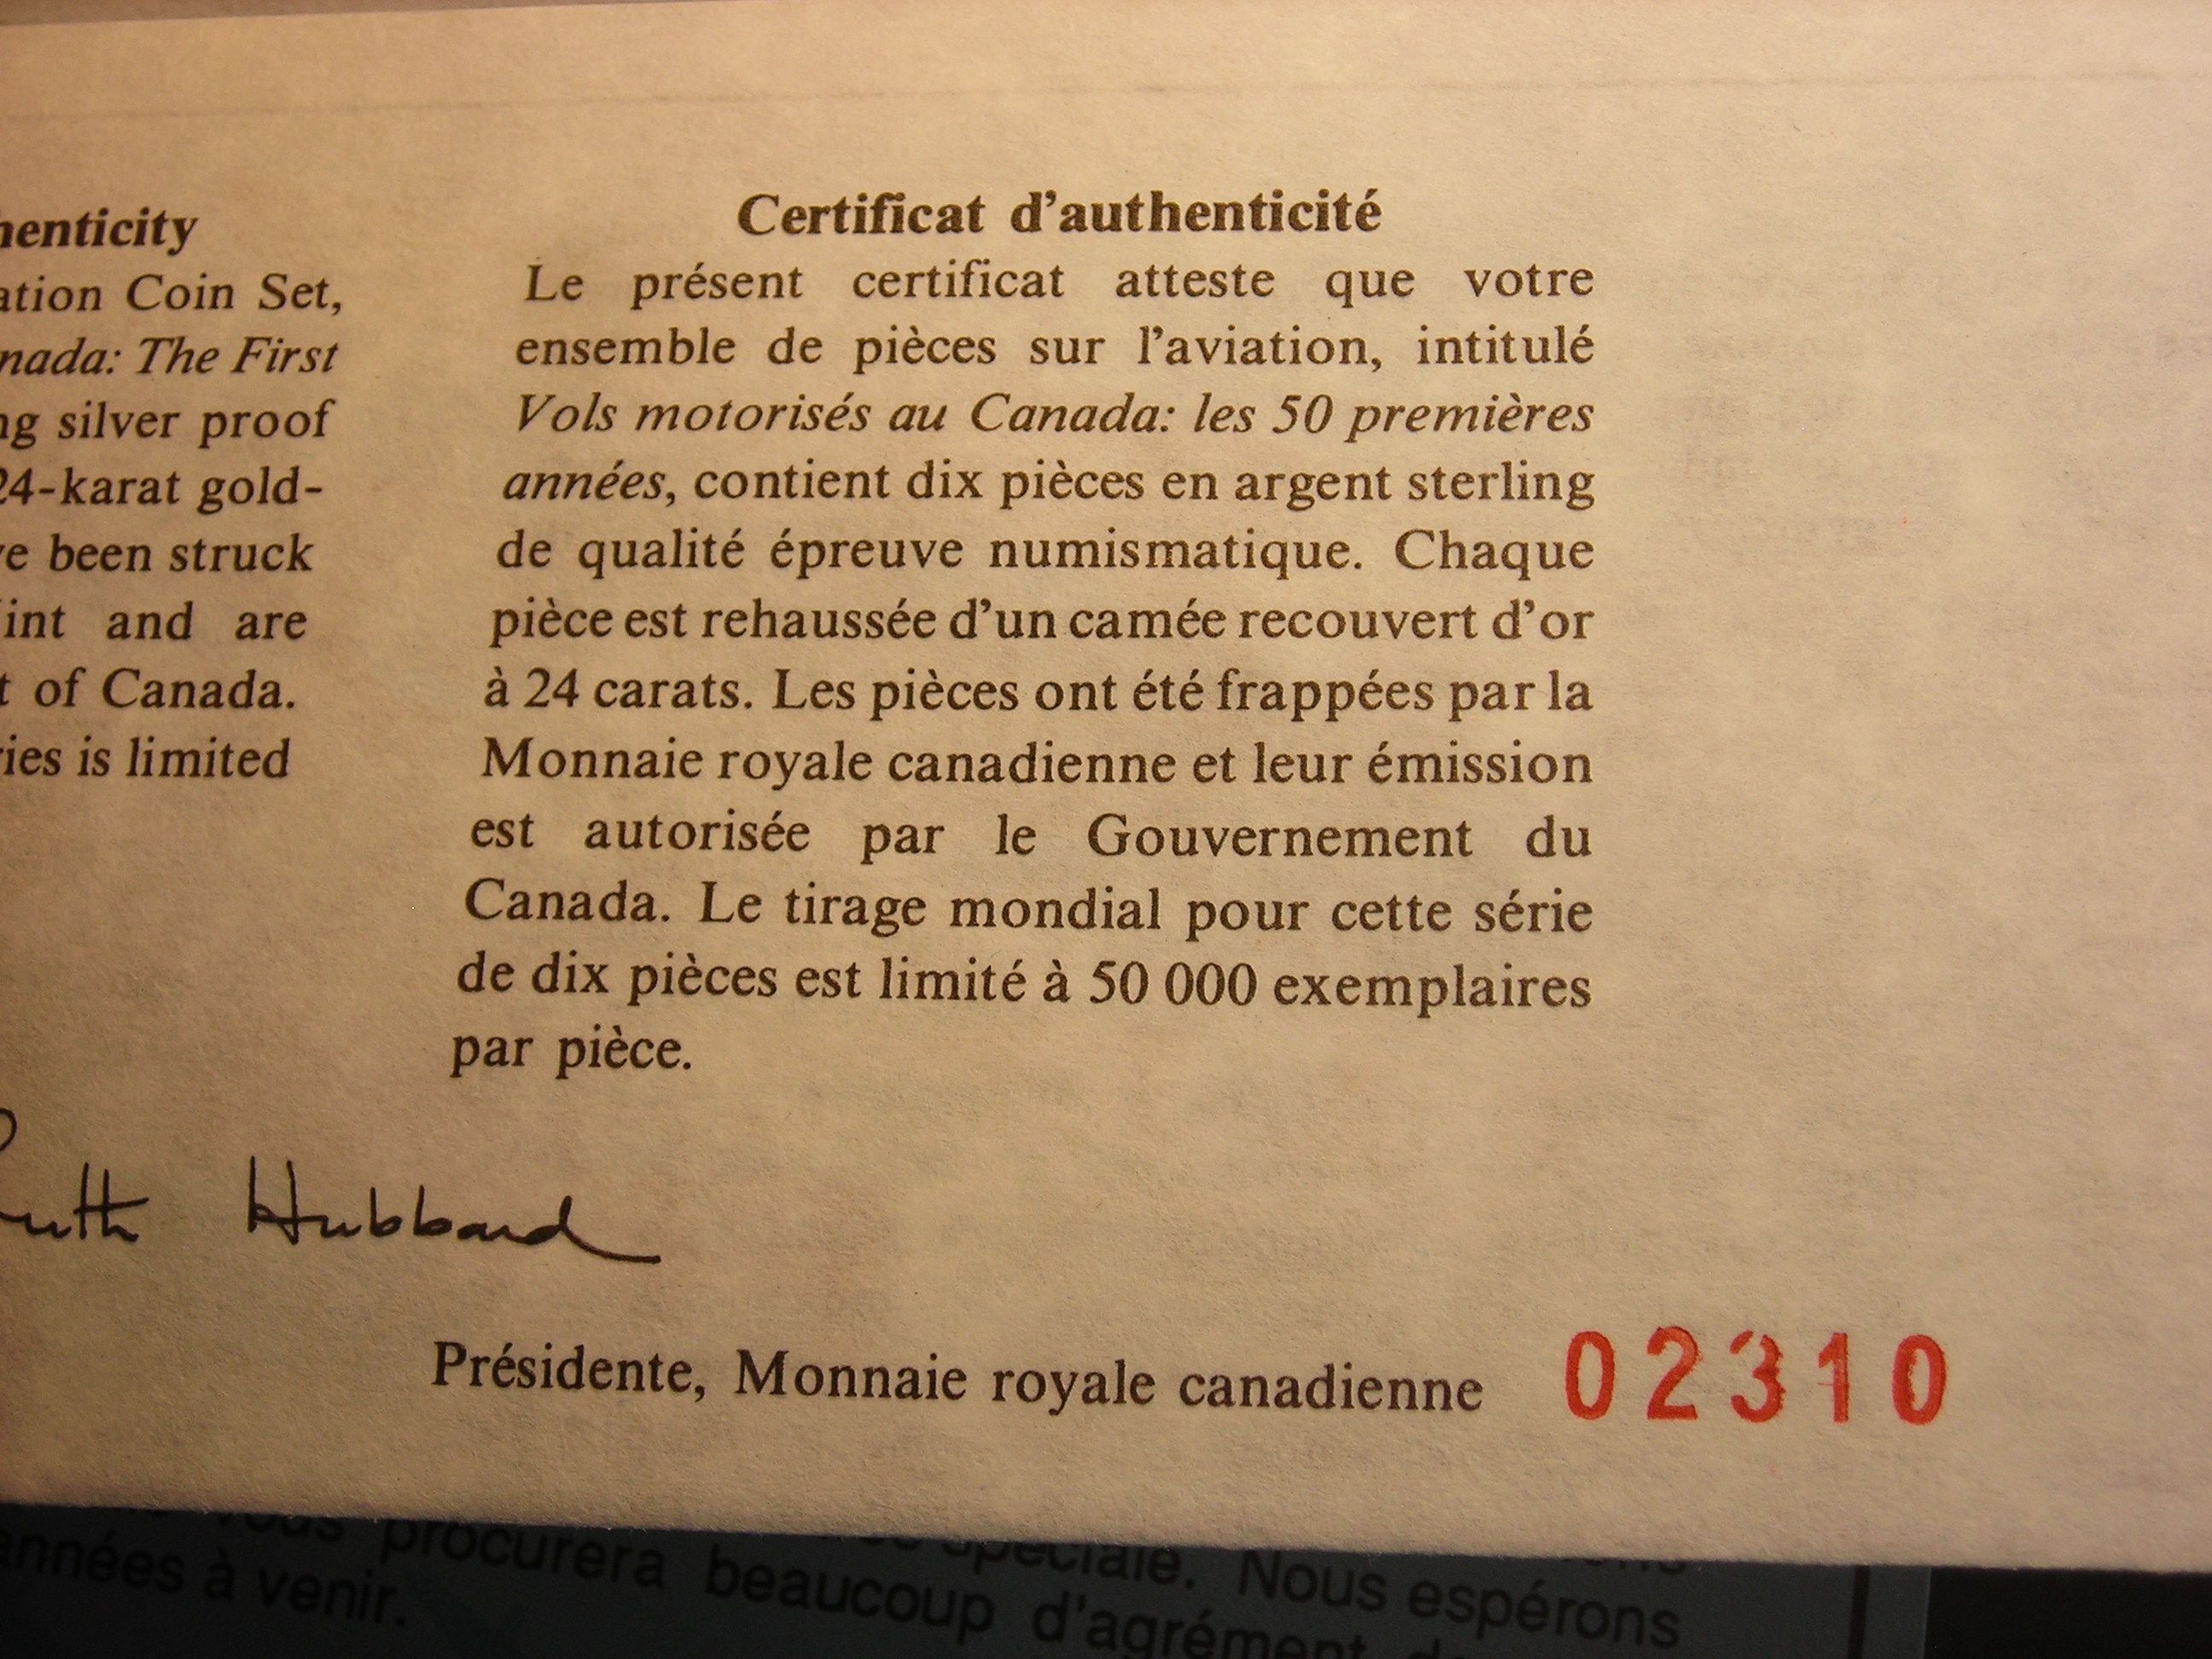 henticity
ation Coin Set,
nada: The First
ng silver proof
24-karat gold-
ve been struck
int and are
t of Canada.
ries is limited
Certificat d'authenticité
Le présent certificat atteste que votre
ensemble de pièces sur l'aviation, intitulé
Vols motorisés au Canada: les 50 premières
années, contient dix pièces en argent sterling
de qualité épreuve numismatique. Chaque
pièce est rehaussée d'un camée recouvert d'or
à 24 carats. Les pièces ont été frappées par la
Monnaie royale canadienne et leur émission
est autorisée par le Gouvernement du
Canada. Le tirage mondial pour cette série
de dix pièces est limité à 50 000 exemplaires
par pièce.
Ruth Hubbard
Présidente, Monnaie royale canadienne 02310
spéciale. Nous espérons
vous procurera beaucoup d'agrément
années à venir.